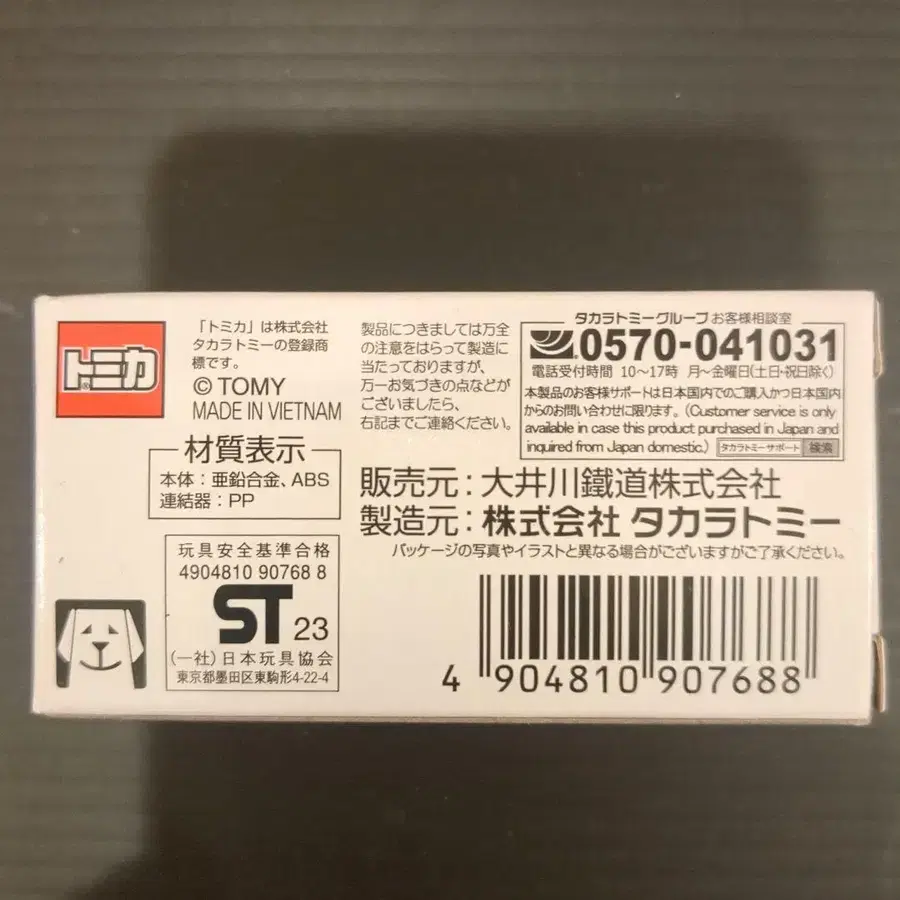 トミカ®
「トミカ」は株式会社
タカラトミーの登録商
標です。
© TOMY
MADE IN VIETNAM
材質表示
本体：亜鉛合金、ABS
連結器：PP
製品につきましては万全
の注意をはらって製造に
当たっておりますが、
万一お気づきの点などが
ございましたら、
右記までご連絡ください。
タカラトミーグループ お客様相談室
0570-041031
電話受付時間 10～17時 月～金曜日(土日・祝日除く)
本製品のお客様サポートは日本国内でのご購入かつ日本国内
からのお問い合わせに限ります。(Customer service is only
available in case this product purchased in Japan and
inquired from Japan domestic.) タカラトミーサポート 検索
販売元：大井川鐵道株式会社
製造元：株式会社 タカラトミー
パッケージの写真やイラストと異なる場合がございますがご了承ください。
玩具安全基準合格
4904810 90768 8
ST 23
(一社)日本玩具協会
東京都墨田区東駒形4-22-4
4 904810 907688